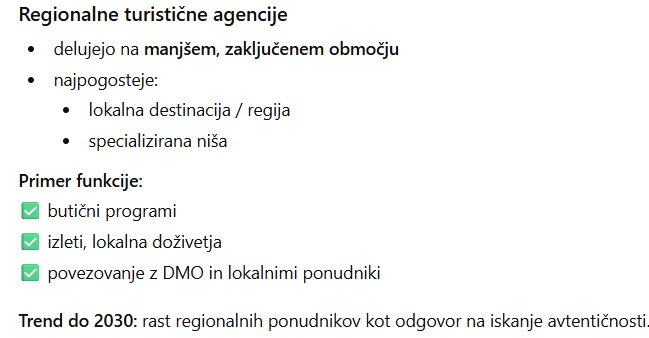 Regionalne turistične agencije
• delujejo na manjšem, zaključenem območju
• najpogosteje:
• lokalna destinacija / regija
• specializirana niša
Primer funkcije:
✅ butični programi
✅ izleti, lokalna doživetja
✅ povezovanje z DMO in lokalnimi ponudniki
Trend do 2030: rast regionalnih ponudnikov kot odgovor na iskanje avtentičnosti.